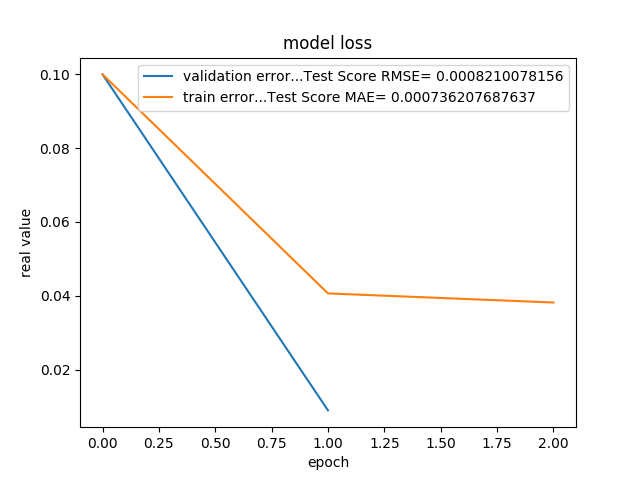 model loss
validation error...Test Score RMSE= 0.0008210078156
train error...Test Score MAE= 0.000736207687637
real value
0.10
0.08
0.06
0.04
0.02
0.00 0.25 0.50 0.75 1.00 1.25 1.50 1.75 2.00
epoch